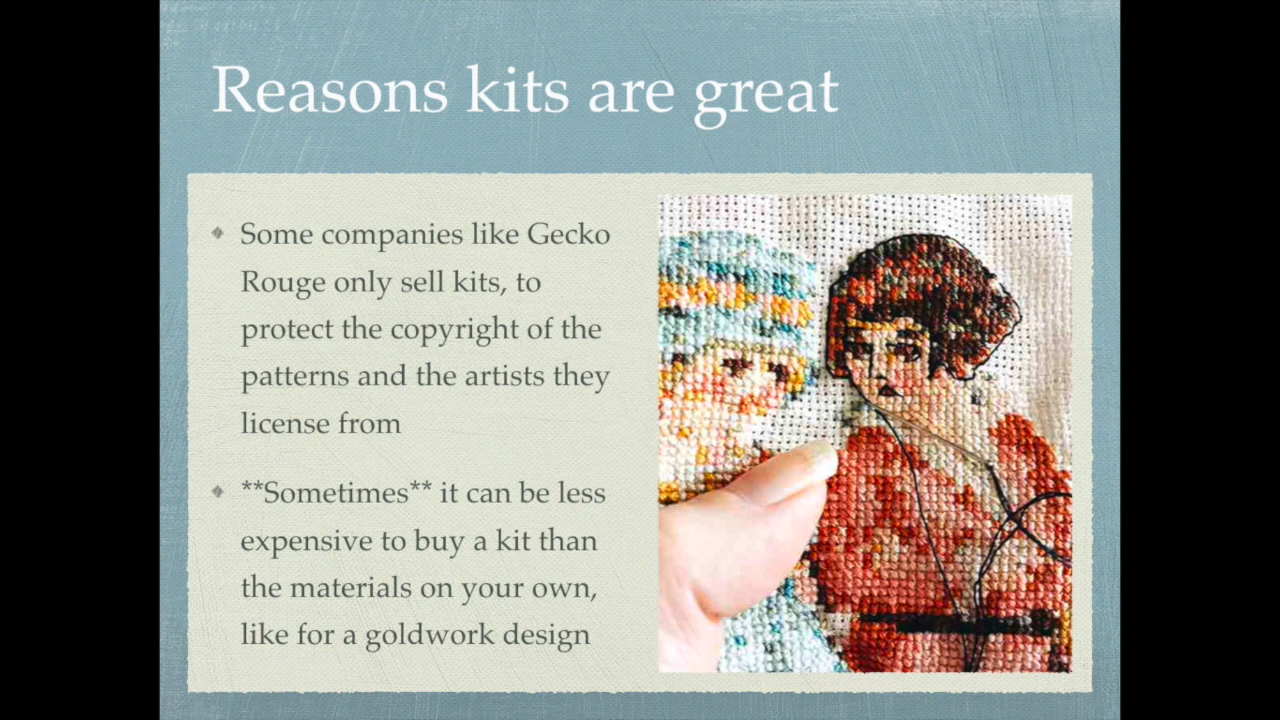 Reasons kits are great
Some companies like Gecko
Rouge only sell kits, to
protect the copyright of the
patterns and the artists they
license from
**Sometimes** it can be less
expensive to buy a kit than
the materials on your own,
like for a goldwork design